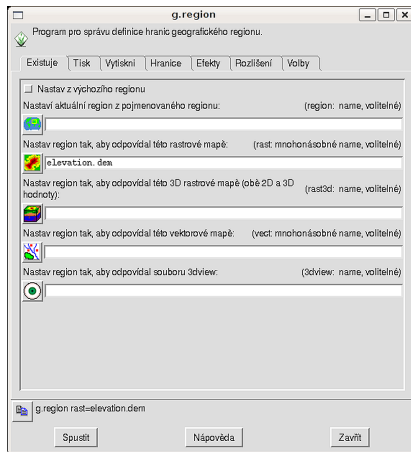 g.region
Program pro správu definice hranic geografického regionu.
Existuje Tisk Vytiskni Hranice Efekty Rozlišení Volby
Nastav z výchozího regionu
Nastaví aktuální region z pojmenovaného regionu: (region: name, volitelné)
Nastav region tak, aby odpovídal této rastrové mapě: (rast: mnohonásobné name, volitelné)
elevation.dem
Nastav region tak, aby odpovídal této 3D rastrové mapě (obě 2D a 3D hodnoty): (rast3d: name, volitelné)
Nastav region tak, aby odpovídal této vektorové mapě: (vect: mnohonásobné name, volitelné)
Nastav region tak, aby odpovídal souboru 3dview: (3dview: name, volitelné)
g.region rast=elevation.dem
Spustit Nápověda Zavřít